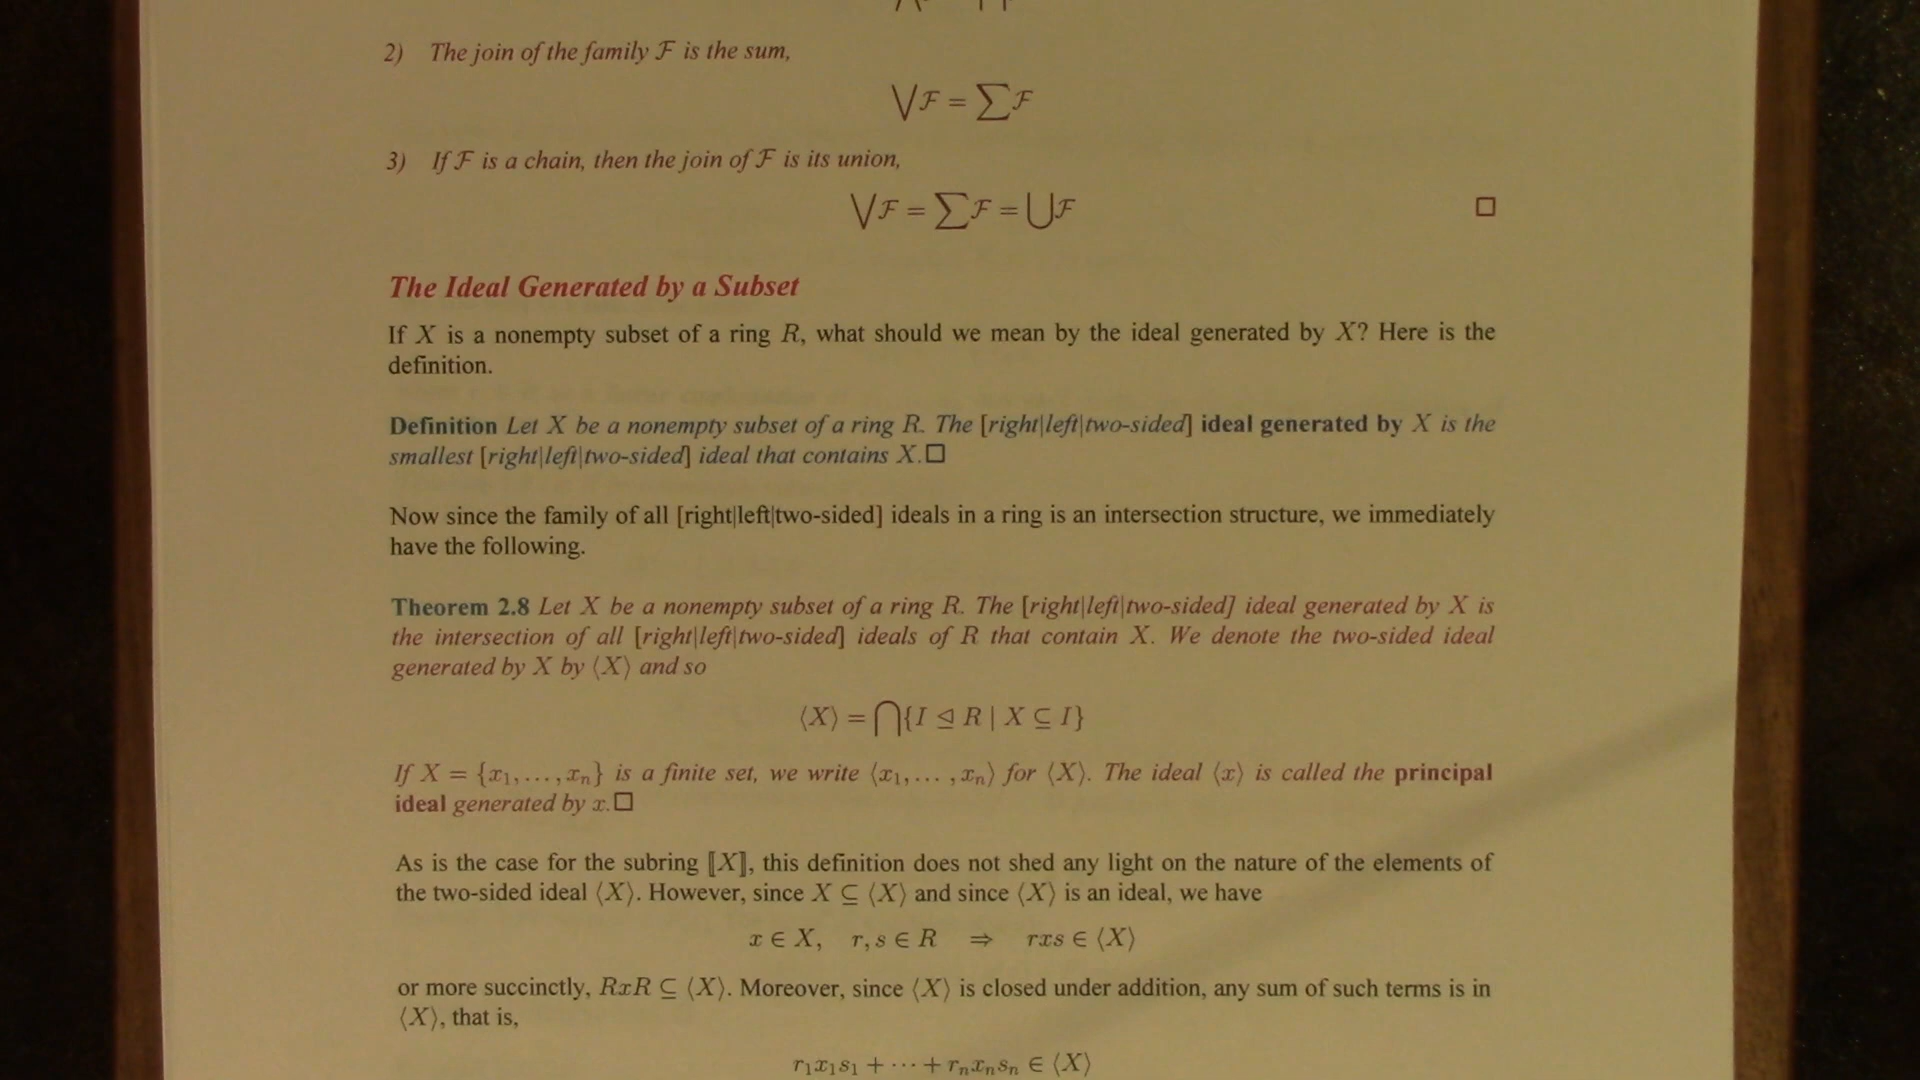 2) The join of the family ℱ is the sum,
⋁ℱ = ∑ℱ
3) If ℱ is a chain, then the join of ℱ is its union,
⋁ℱ = ∑ℱ = ⋃ℱ □
The Ideal Generated by a Subset
If X is a nonempty subset of a ring R, what should we mean by the ideal generated by X? Here is the
definition.
Definition Let X be a nonempty subset of a ring R. The [right|left|two-sided] ideal generated by X is the
smallest [right|left|two-sided] ideal that contains X.□
Now since the family of all [right|left|two-sided] ideals in a ring is an intersection structure, we immediately
have the following.
Theorem 2.8 Let X be a nonempty subset of a ring R. The [right|left|two-sided] ideal generated by X is
the intersection of all [right|left|two-sided] ideals of R that contain X. We denote the two-sided ideal
generated by X by ⟨X⟩ and so
⟨X⟩ = ⋂{I ⊴ R | X ⊆ I}
If X = {x₁,…,xₙ} is a finite set, we write ⟨x₁,…,xₙ⟩ for ⟨X⟩. The ideal ⟨x⟩ is called the principal
ideal generated by x.□
As is the case for the subring ⟦X⟧, this definition does not shed any light on the nature of the elements of
the two-sided ideal ⟨X⟩. However, since X ⊆ ⟨X⟩ and since ⟨X⟩ is an ideal, we have
x ∈ X, r, s ∈ R ⇒ rxs ∈ ⟨X⟩
or more succinctly, RxR ⊆ ⟨X⟩. Moreover, since ⟨X⟩ is closed under addition, any sum of such terms is in
⟨X⟩, that is,
r₁x₁s₁ + ⋯ + rₙxₙsₙ ∈ ⟨X⟩